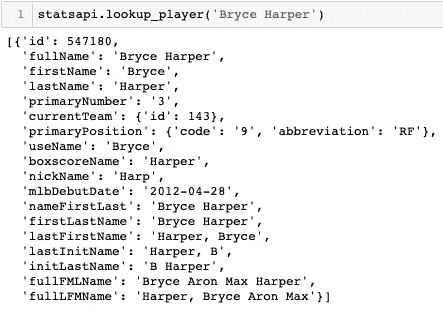 1 statsapi.lookup_player('Bryce Harper')
[{'id': 547180,
'fullName': 'Bryce Harper',
'firstName': 'Bryce',
'lastName': 'Harper',
'primaryNumber': '3',
'currentTeam': {'id': 143},
'primaryPosition': {'code': '9', 'abbreviation': 'RF'},
'useName': 'Bryce',
'boxscoreName': 'Harper',
'nickName': 'Harp',
'mlbDebutDate': '2012-04-28',
'nameFirstLast': 'Bryce Harper',
'firstLastName': 'Bryce Harper',
'lastFirstName': 'Harper, Bryce',
'lastInitName': 'Harper, B',
'initLastName': 'B Harper',
'fullFMLName': 'Bryce Aron Max Harper',
'fullLFMName': 'Harper, Bryce Aron Max'}]